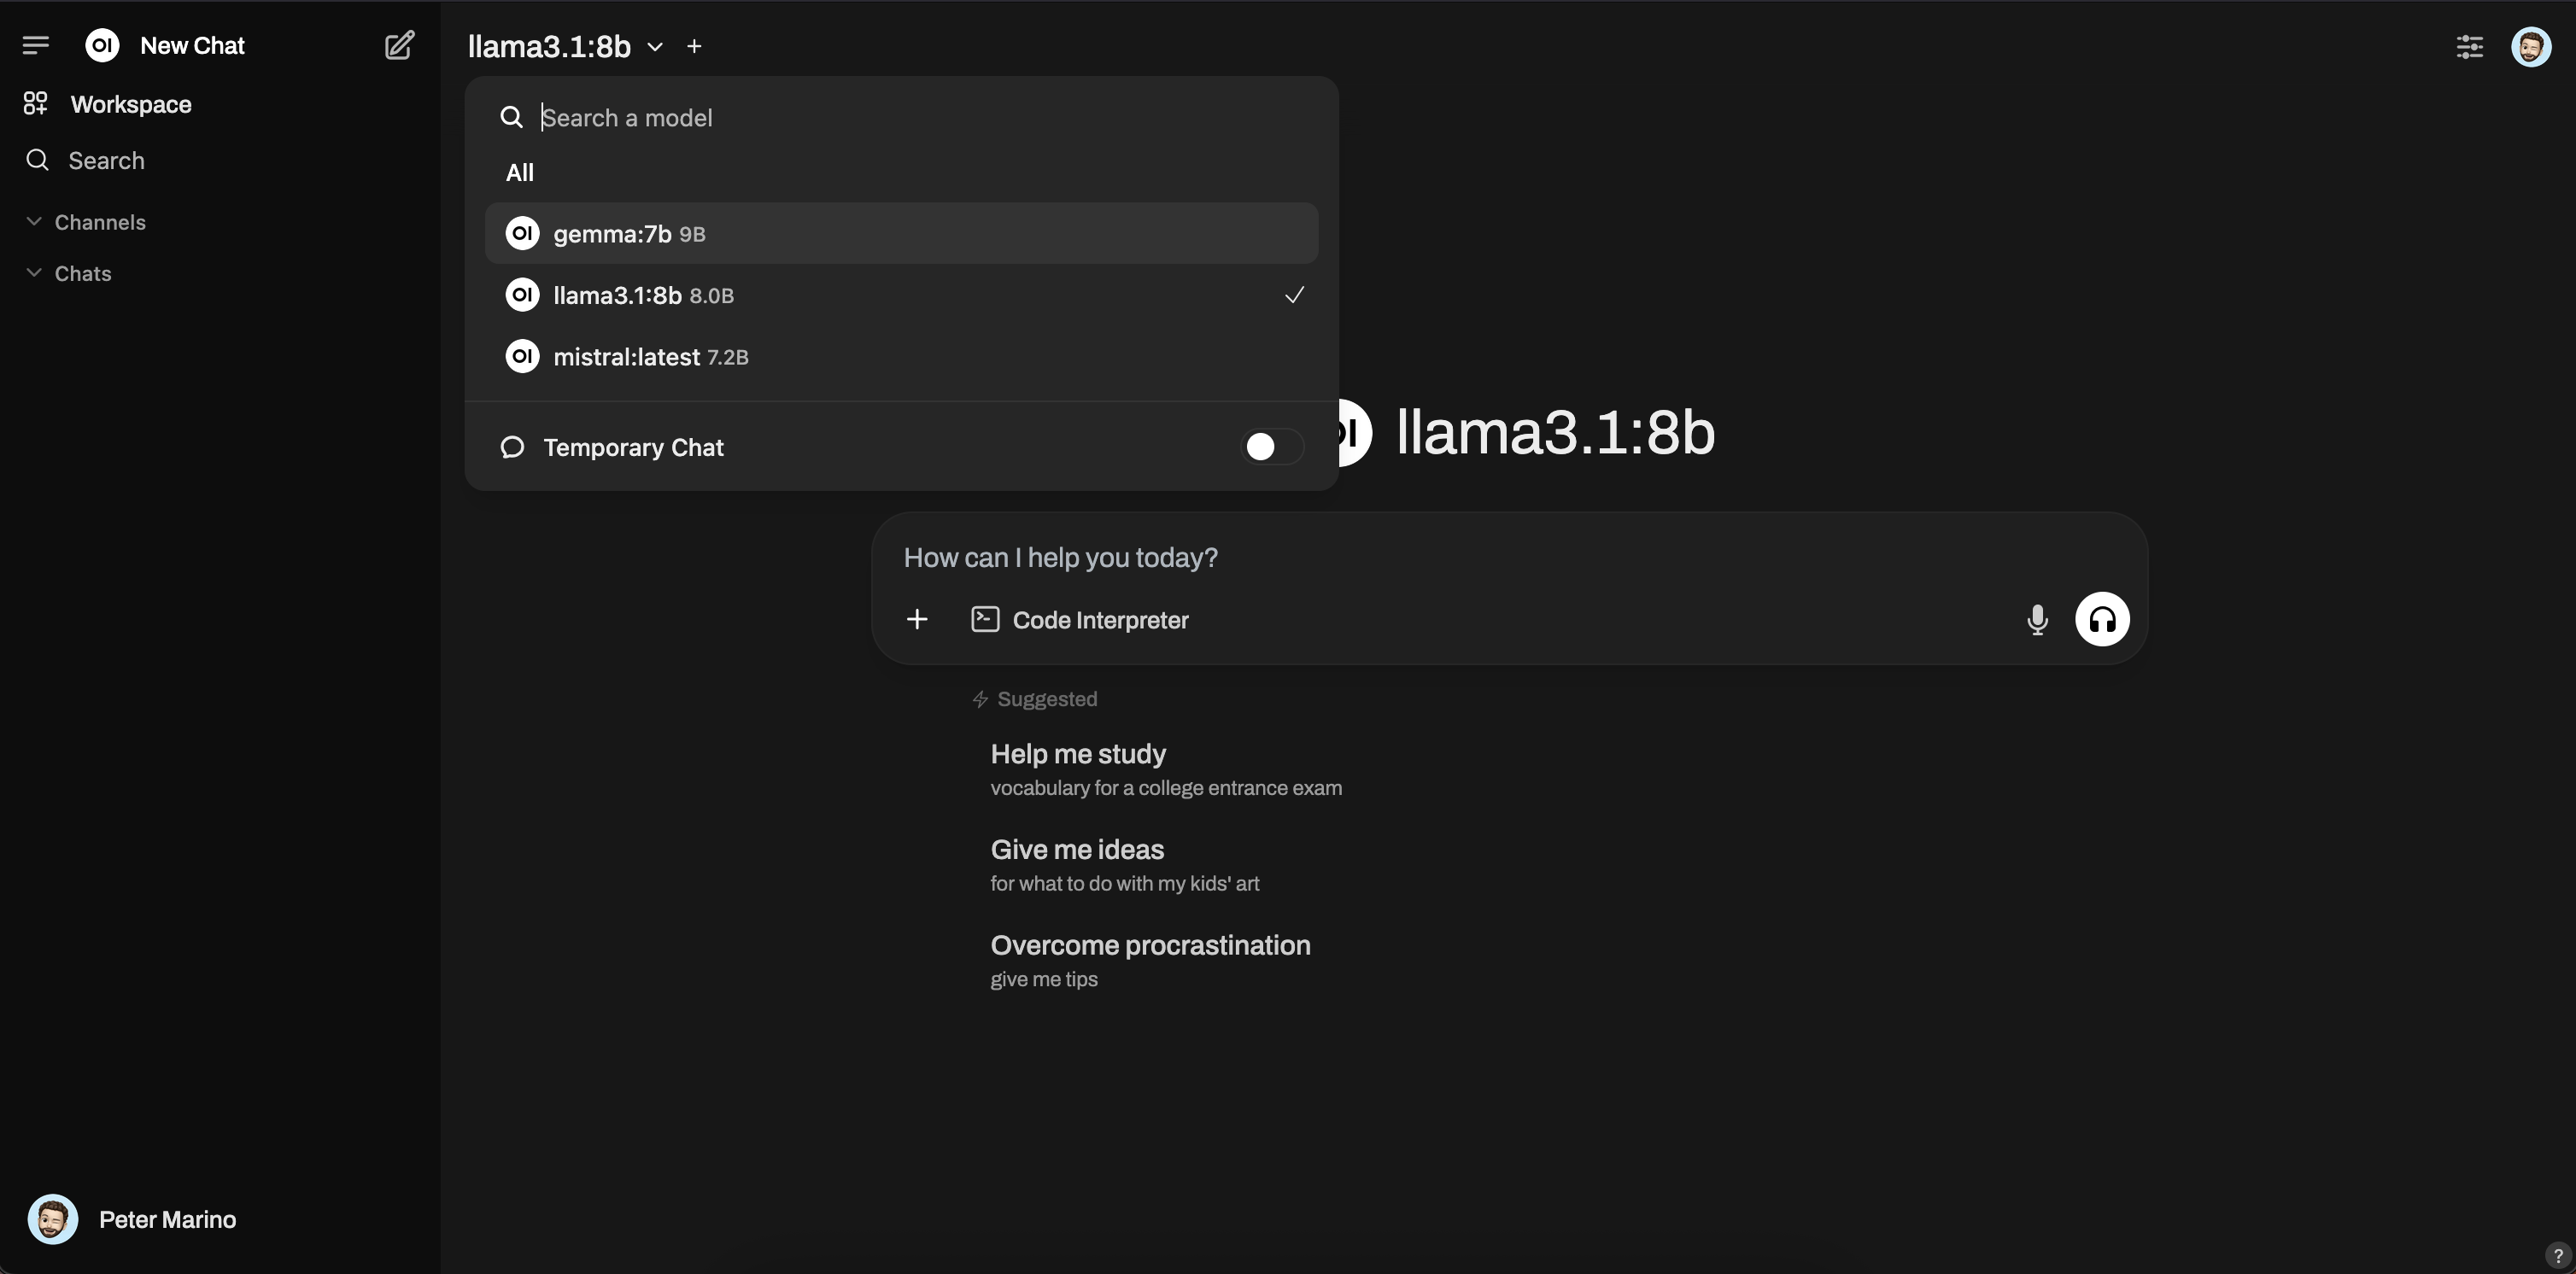 OI New Chat
Workspace
Search
Channels
Chats
Peter Marino
llama3.1:8b
Search a model
All
OI gemma:7b 9B
OI llama3.1:8b 8.0B
OI mistral:latest 7.2B
Temporary Chat
OI llama3.1:8b
How can I help you today?
Code Interpreter
Suggested
Help me study
vocabulary for a college entrance exam
Give me ideas
for what to do with my kids' art
Overcome procrastination
give me tips
?